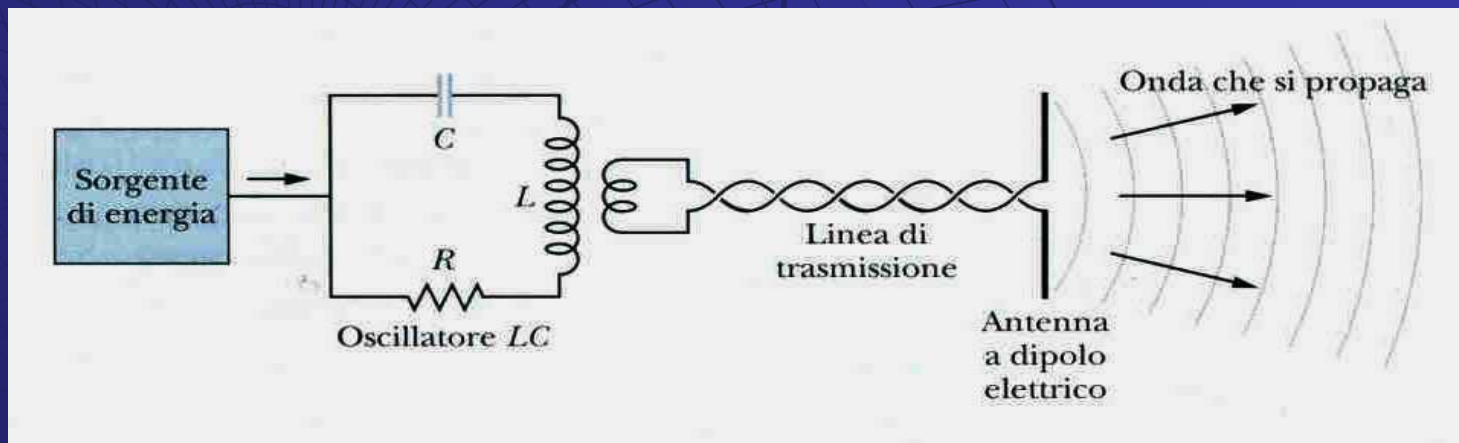 Sorgente
di energia
C
L
R
Oscillatore LC
Linea di
trasmissione
Antenna
a dipolo
elettrico
Onda che si propaga